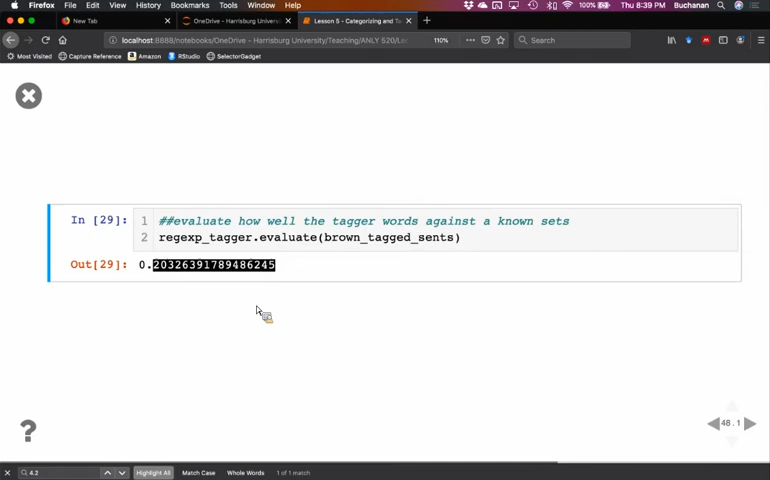 Firefox File Edit View History Bookmarks Tools Window Help 100% Thu 8:39 PM Buchanan
New Tab OneDrive - Harrisburg Universi Lesson 5 - Categorizing and Ta
localhost:8888/notebooks/OneDrive - Harrisburg University/Teaching/ANLY 520/Le 110% Search
Most Visited Capture Reference Amazon RStudio SelectorGadget
In [29]: 1 ##evaluate how well the tagger words against a known sets
2 regexp_tagger.evaluate(brown_tagged_sents)
Out[29]: 0.20326391789486245
?
48.1
4.2 Highlight All Match Case Whole Words 1 of 1 match